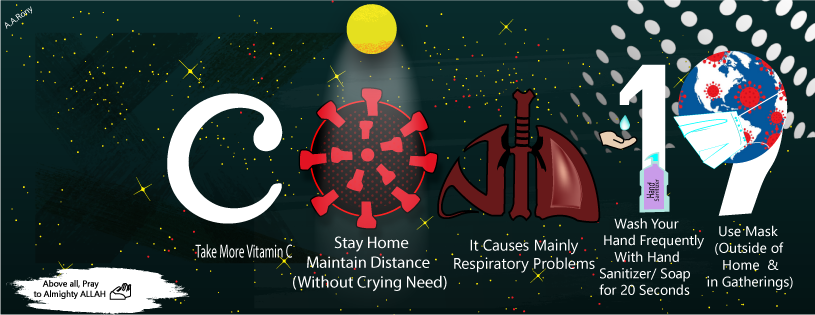 A.A.Rony
C
19
Take More Vitamin C
Stay Home
Maintain Distance
(Without Crying Need)
It Causes Mainly
Respiratory Problems
Hand
Sanitizer
Wash Your
Hand Frequently
With Hand
Sanitizer/ Soap
for 20 Seconds
Use Mask
(Outside of
Home &
in Gatherings)
Above all, Pray
to Almighty ALLAH